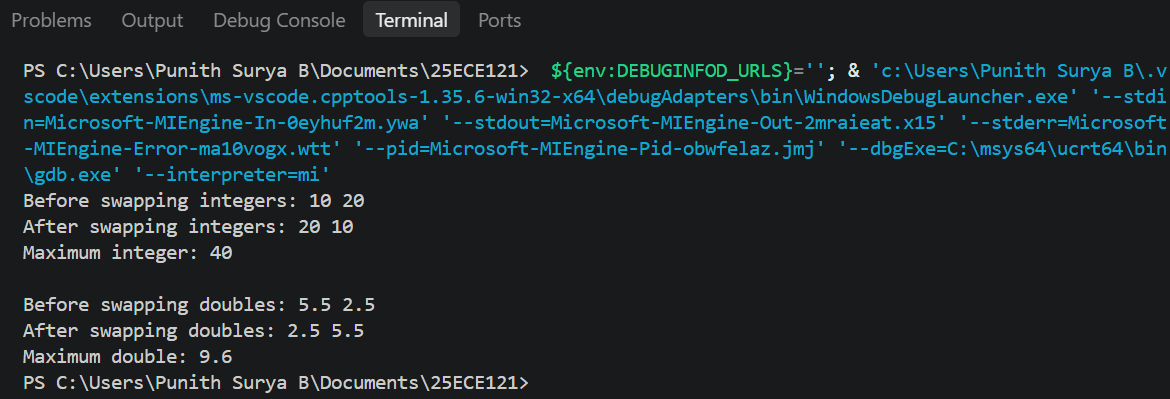 Problems Output Debug Console Terminal Ports
PS C:\Users\Punith Surya B\Documents\25ECE121>  ${env:DEBUGINFOD_URLS}=''; & 'c:\Users\Punith Surya B\.v
scode\extensions\ms-vscode.cpptools-1.35.6-win32-x64\debugAdapters\bin\WindowsDebugLauncher.exe' '--stdi
n=Microsoft-MIEngine-In-0eyhuf2m.ywa' '--stdout=Microsoft-MIEngine-Out-2mraieat.x15' '--stderr=Microsoft
-MIEngine-Error-ma10vogx.wtt' '--pid=Microsoft-MIEngine-Pid-obwfelaz.jmj' '--dbgExe=C:\msys64\ucrt64\bin
\gdb.exe' '--interpreter=mi'
Before swapping integers: 10 20
After swapping integers: 20 10
Maximum integer: 40

Before swapping doubles: 5.5 2.5
After swapping doubles: 2.5 5.5
Maximum double: 9.6
PS C:\Users\Punith Surya B\Documents\25ECE121>